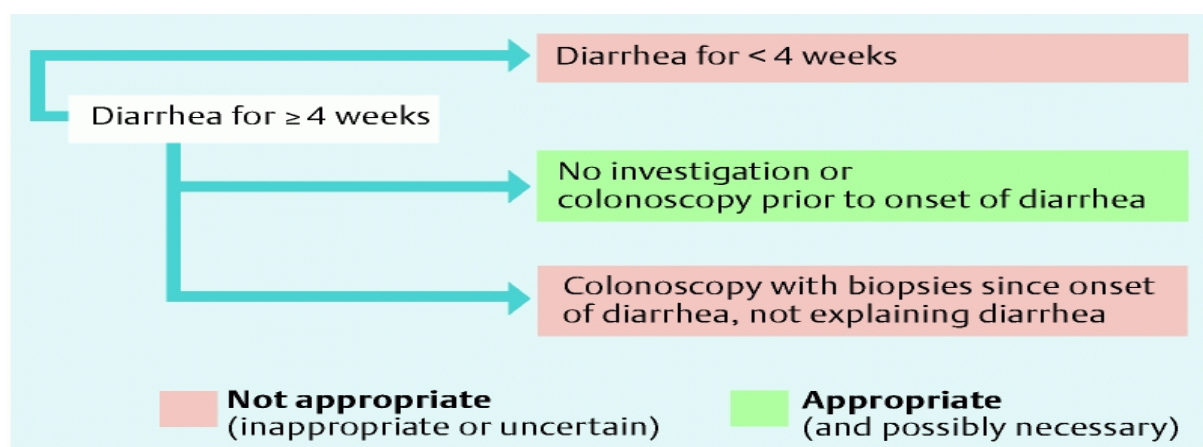 Diarrhea for < 4 weeks
Diarrhea for ≥ 4 weeks
No investigation or
colonoscopy prior to onset of diarrhea
Colonoscopy with biopsies since onset
of diarrhea, not explaining diarrhea
Not appropriate
(inappropriate or uncertain)
Appropriate
(and possibly necessary)